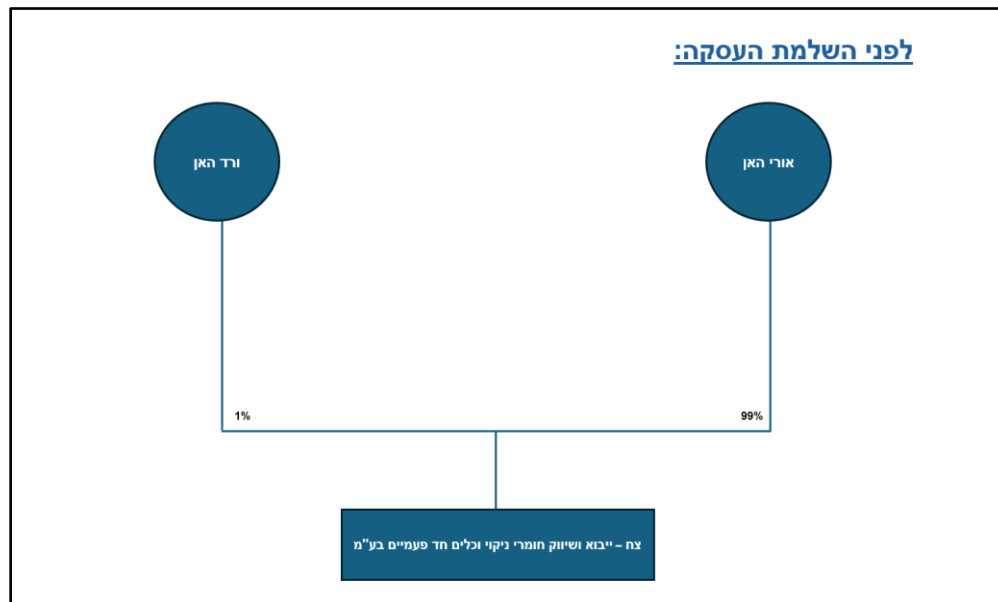 לפני השלמת העסקה:
אורי האן
ורד האן
99%
1%
צח – ייבוא ושיווק חומרי ניקוי וכלים חד פעמיים בע"מ